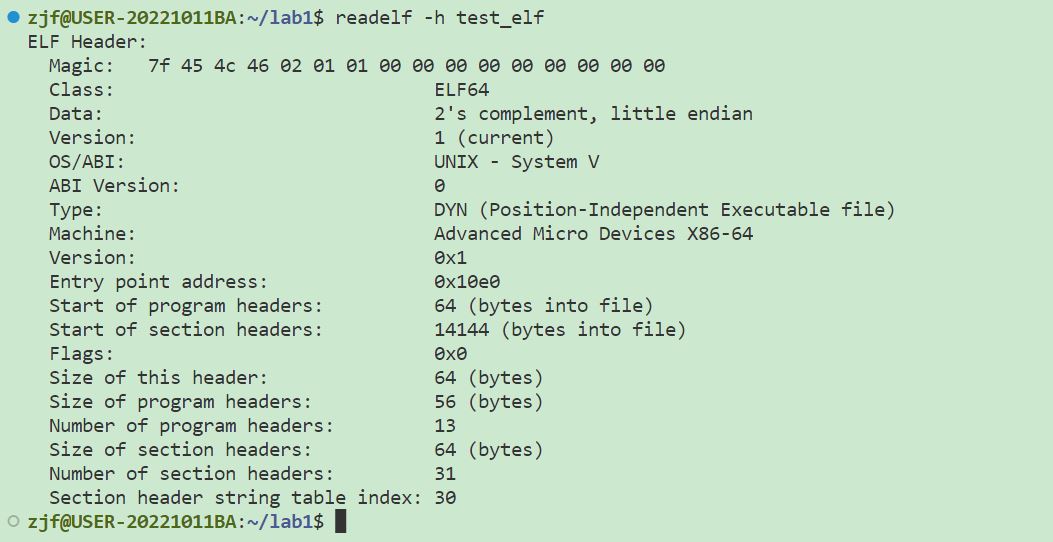 zjf@USER-20221011BA:~/lab1$ readelf -h test_elf
ELF Header:
  Magic:   7f 45 4c 46 02 01 01 00 00 00 00 00 00 00 00 00
  Class:                             ELF64
  Data:                              2's complement, little endian
  Version:                           1 (current)
  OS/ABI:                            UNIX - System V
  ABI Version:                       0
  Type:                              DYN (Position-Independent Executable file)
  Machine:                           Advanced Micro Devices X86-64
  Version:                           0x1
  Entry point address:               0x10e0
  Start of program headers:          64 (bytes into file)
  Start of section headers:          14144 (bytes into file)
  Flags:                             0x0
  Size of this header:               64 (bytes)
  Size of program headers:           56 (bytes)
  Number of program headers:         13
  Size of section headers:           64 (bytes)
  Number of section headers:         31
  Section header string table index: 30
zjf@USER-20221011BA:~/lab1$